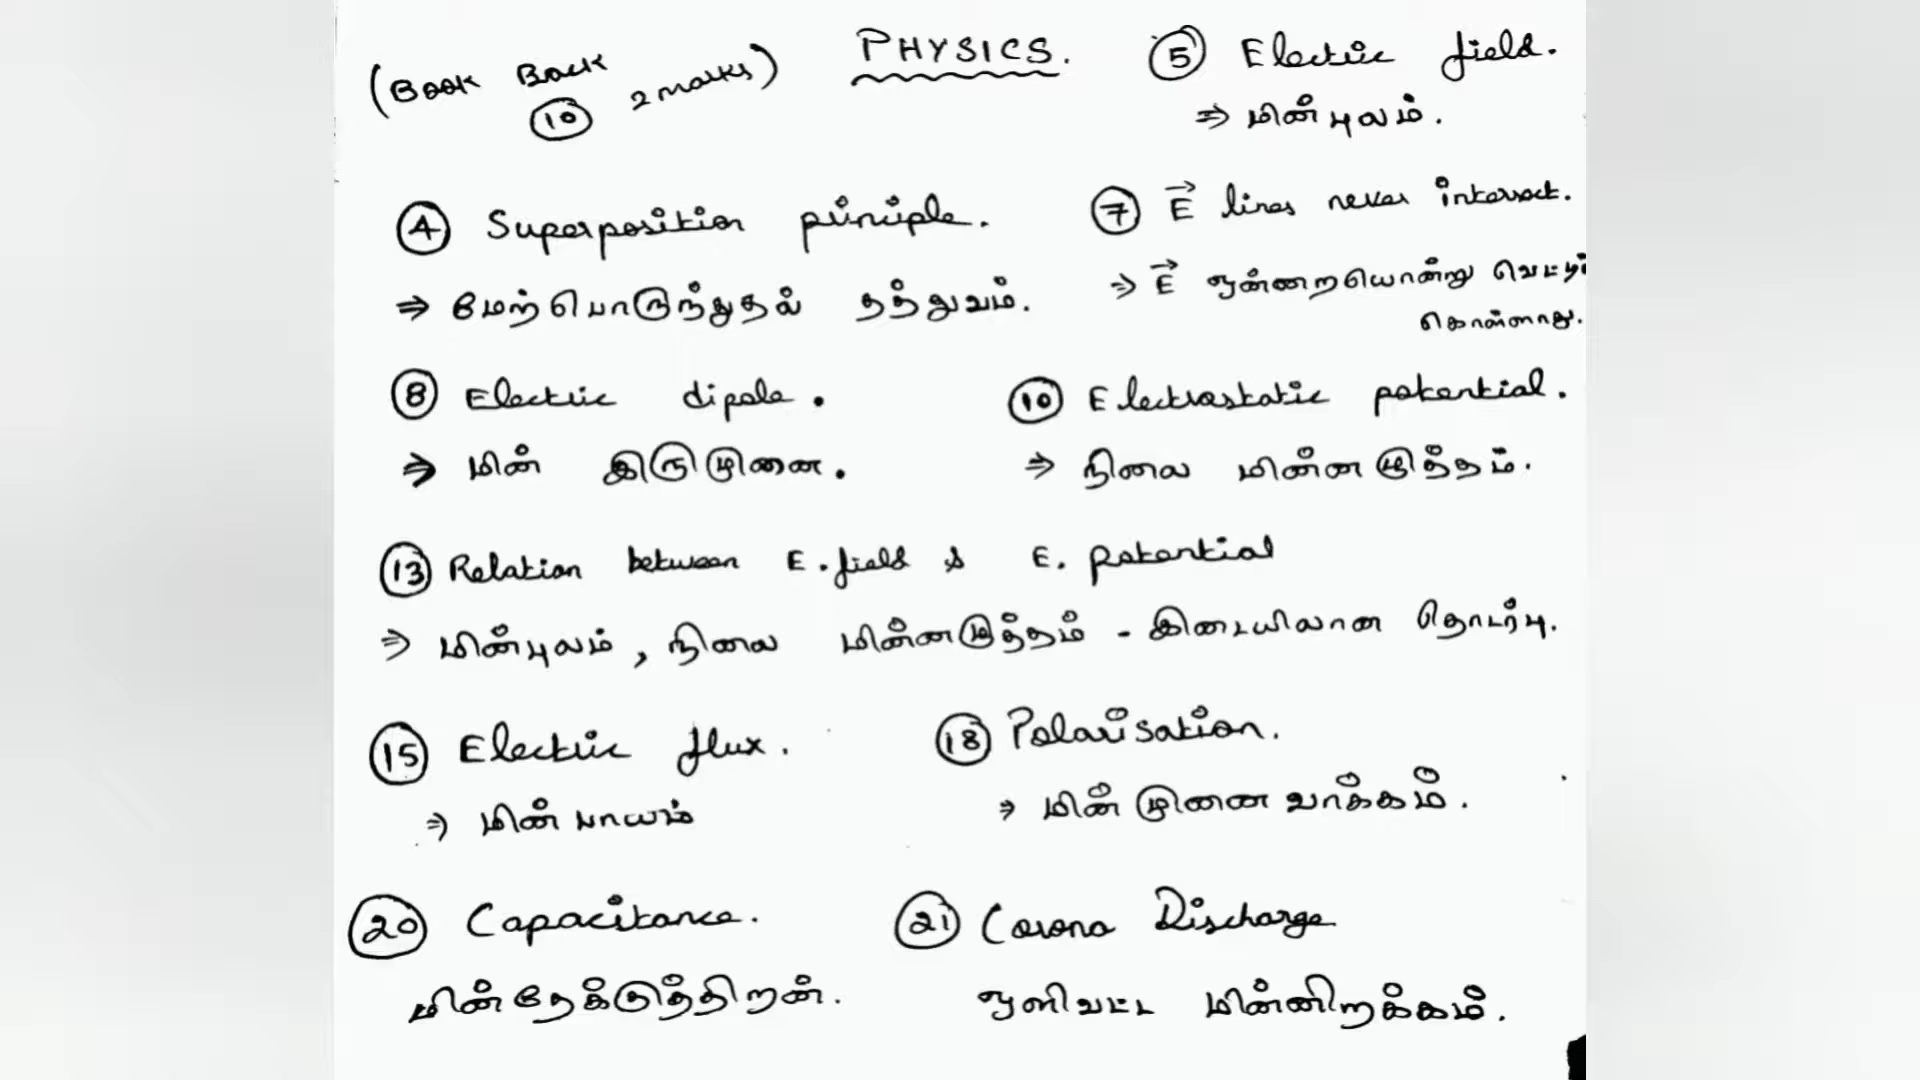 (Book Back 2 marks)
10
PHYSICS.
5 Electric field.
⇒ மின்புலம்.
4 Superposition principle.
⇒ மேற்பொருந்துதல் தத்துவம்.
7 E⃗ lines never intersect.
⇒ E⃗ ஒன்றையொன்று வெட்டிக்
கொள்ளாது.
8 Electric dipole.
⇒ மின் இருமுனை.
10 Electrostatic potential.
⇒ நிலை மின்னழுத்தம்.
13 Relation between E. field & E. potential
⇒ மின்புலம், நிலை மின்னழுத்தம் - இடையிலான தொடர்பு.
15 Electric flux.
⇒ மின் பாயம்
18 Polarisation.
⇒ மின் முனைவாக்கம்.
20 Capacitance.
மின்தேக்குத்திறன்.
21 Corona Discharge
ஒளிவட்ட மின்னிறக்கம்.